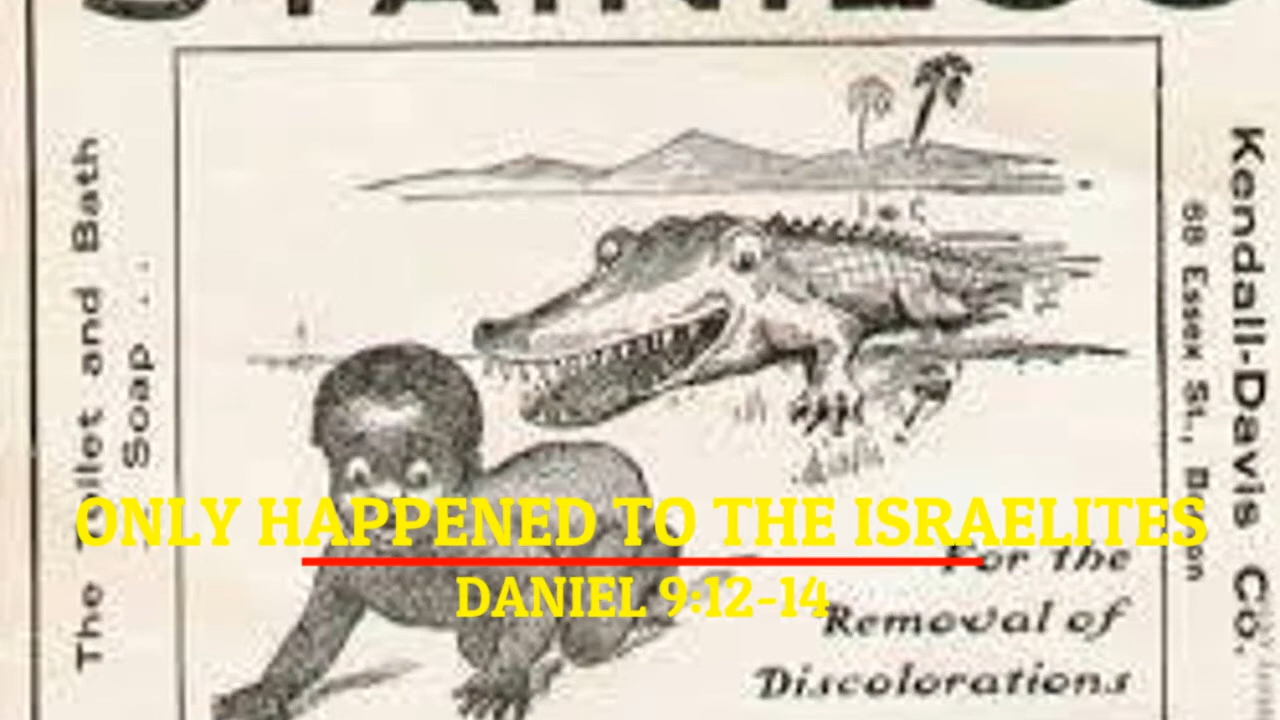 The Toilet and Bath
Soap . . .
ONLY HAPPENED TO THE ISRAELITES
DANIEL 9:12-14
For the
Removal of
Discolorations
Kendall-Davis Co.
68 Essex St., Boston